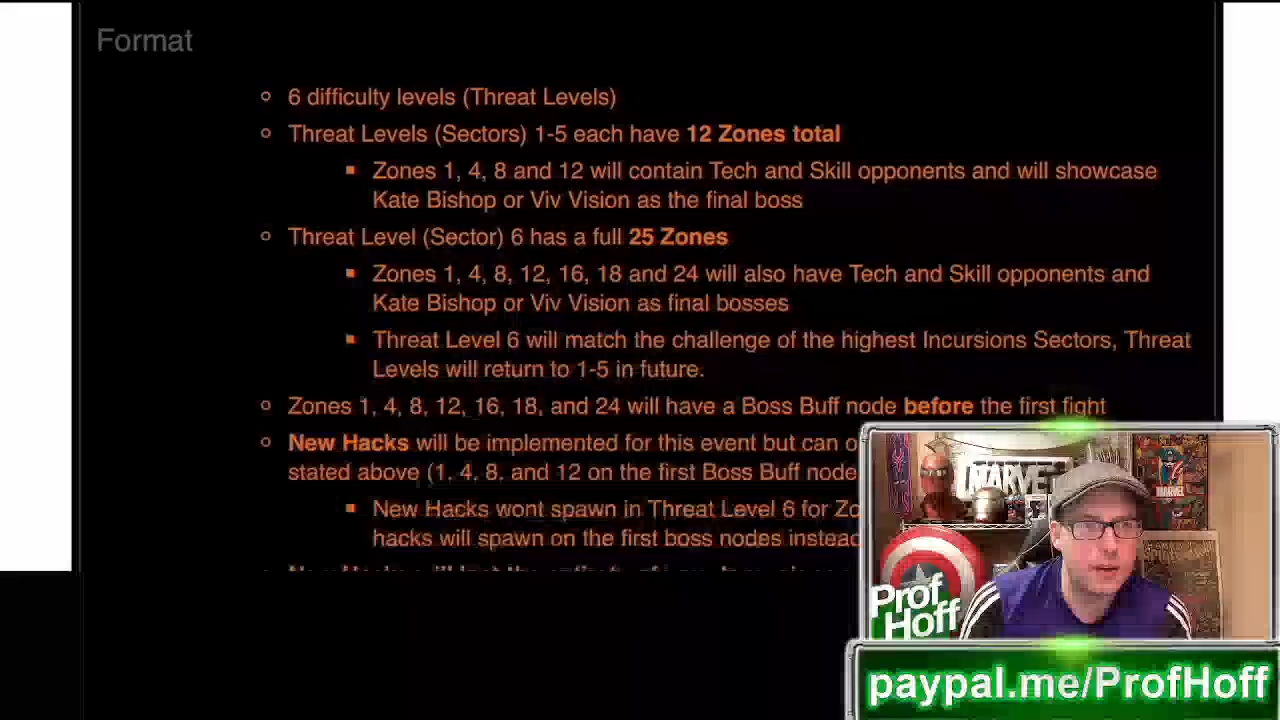 Format
6 difficulty levels (Threat Levels)
Threat Levels (Sectors) 1-5 each have 12 Zones total
Zones 1, 4, 8 and 12 will contain Tech and Skill opponents and will showcase
Kate Bishop or Viv Vision as the final boss
Threat Level (Sector) 6 has a full 25 Zones
Zones 1, 4, 8, 12, 16, 18 and 24 will also have Tech and Skill opponents and
Kate Bishop or Viv Vision as final bosses
Threat Level 6 will match the challenge of the highest Incursions Sectors, Threat
Levels will return to 1-5 in future.
Zones 1, 4, 8, 12, 16, 18, and 24 will have a Boss Buff node before the first fight
New Hacks will be implemented for this event but can o
stated above (1, 4, 8, and 12 on the first Boss Buff node
New Hacks wont spawn in Threat Level 6 for Zo
hacks will spawn on the first boss nodes instead
MARVEL
MARVEL
Prof
Hoff
paypal.me/ProfHoff